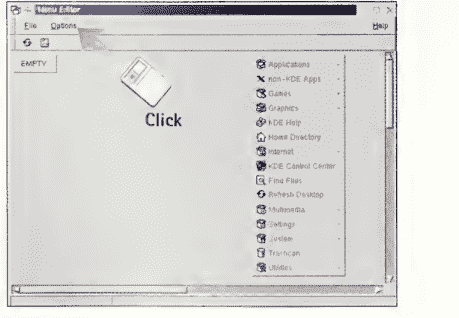 Menu Editor
File Options Help
EMPTY
Click
Applications
non-KDE Apps
Games
Graphics
KDE Help
Home Directory
Internet
KDE Control Center
Find Files
Refresh Desktop
Multimedia
Settings
System
Trashcan
Utilities